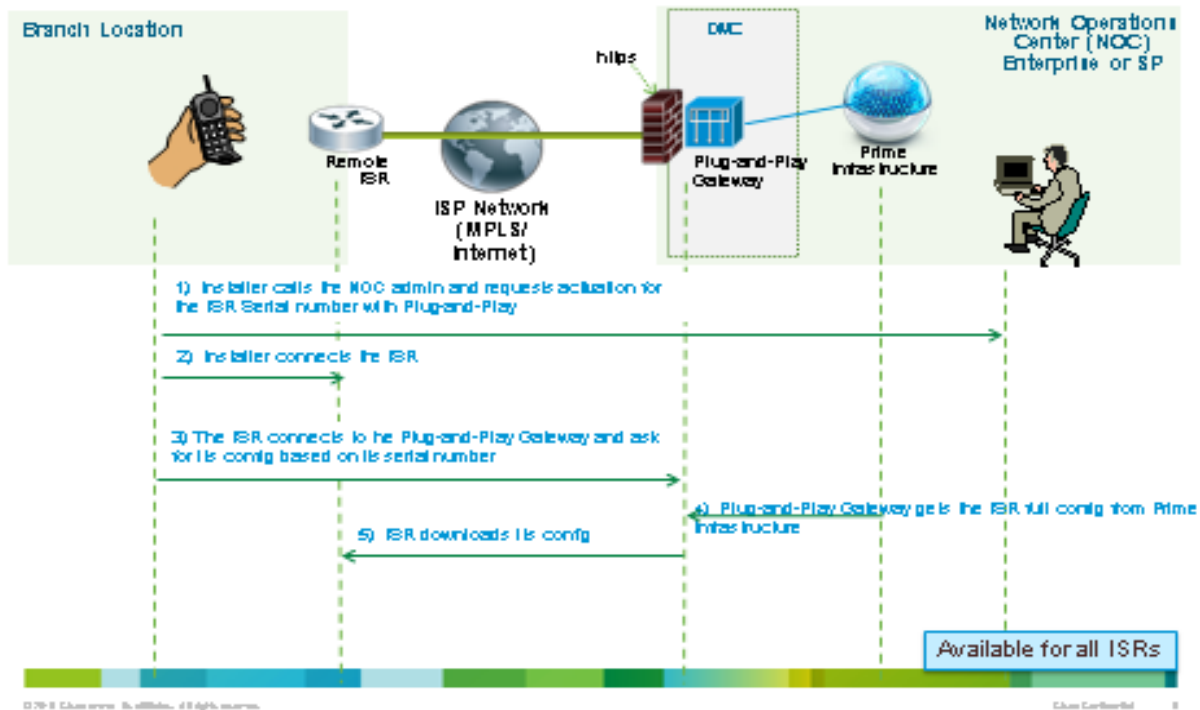 Branch Location
DMZ
Network Operations
Center (NOC)
Enterprise or SP
https
Remote
ISR
ISP Network
(MPLS/
Internet)
Plug-and-Play
Gateway
Prime
Infrastructure
1) Installer calls the NOC admin and requests activation for
the ISR Serial number with Plug-and-Play
2) Installer connects the ISR
3) The ISR connects to he Plug-and-Play Gateway and ask
for its config based on its serial number
4) Plug-and-Play Gateway gets the ISR full config from Prime
Infrastructure
5) ISR downloads its config
Available for all ISRs
Cisco Confidential